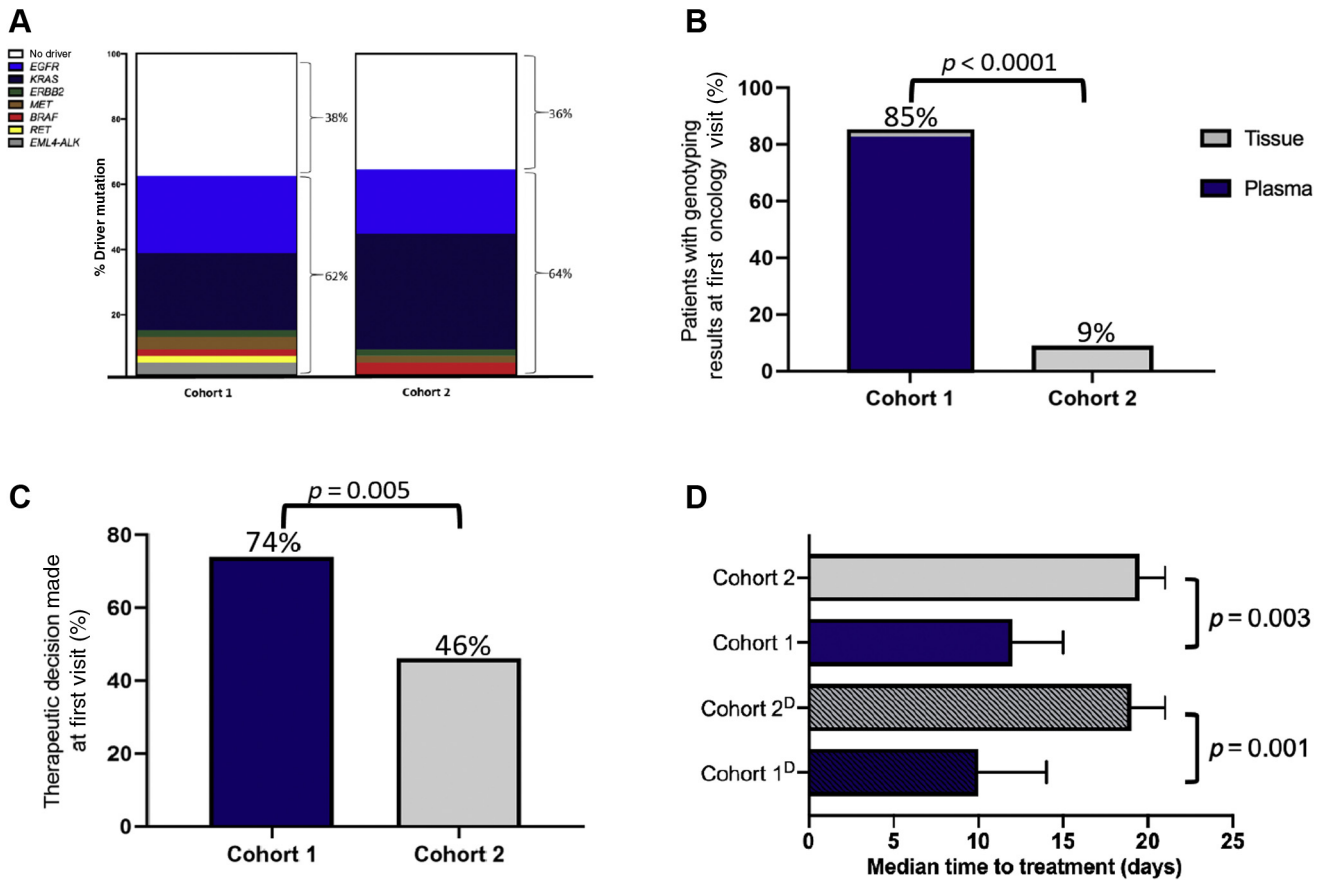 A
No driver
EGFR
KRAS
ERBB2
MET
BRAF
RET
EML4-ALK
% Driver mutation
100
80
60
40
20
38%
62%
36%
64%
Cohort 1
Cohort 2
B
p < 0.0001
Patients with genotyping
results at first oncology visit (%)
100
80
60
40
20
0
85%
9%
Cohort 1
Cohort 2
Tissue
Plasma
C
p = 0.005
Therapeutic decision made
at first visit (%)
80
60
40
20
0
74%
46%
Cohort 1
Cohort 2
D
Cohort 2
Cohort 1
Cohort 2ᴰ
Cohort 1ᴰ
p = 0.003
p = 0.001
0 5 10 15 20 25
Median time to treatment (days)